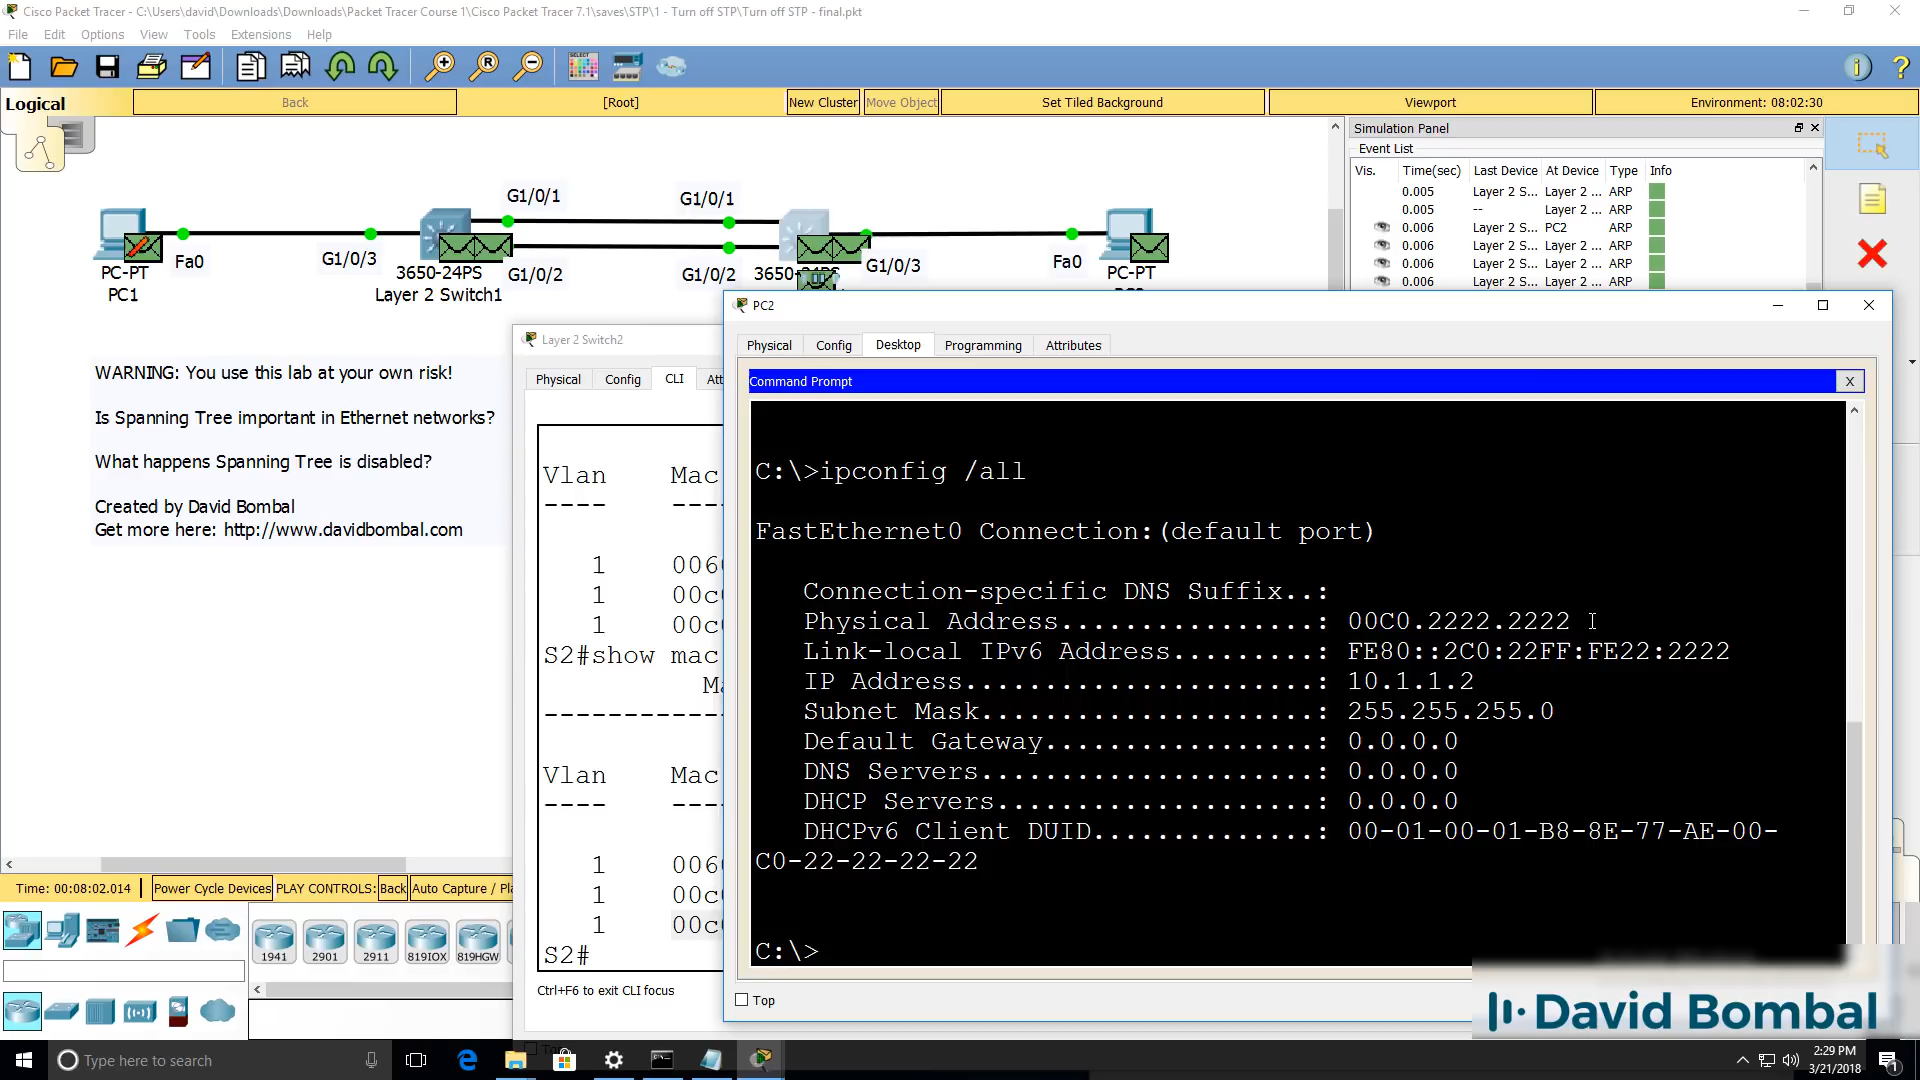 Cisco Packet Tracer - C:\Users\david\Downloads\Downloads\Packet Tracer Course 1\Cisco Packet Tracer 7.1\saves\STP\1 - Turn off STP\Turn off STP - final.pkt
File Edit Options View Tools Extensions Help
Logical Back [Root] New Cluster Move Object Set Tiled Background Viewport Environment: 08:02:30
Simulation Panel
Event List
Vis. Time(sec) Last Device At Device Type Info
0.005 Layer 2 S... Layer 2 ... ARP
0.005 -- Layer 2 ... ARP
0.006 Layer 2 S... PC2 ARP
0.006 Layer 2 S... Layer 2 ... ARP
0.006 Layer 2 S... Layer 2 ... ARP
0.006 Layer 2 S... Layer 2 ... ARP
G1/0/1 G1/0/1
Fa0 G1/0/3 G1/0/2 G1/0/2 G1/0/3 Fa0
PC-PT
PC1
3650-24PS
Layer 2 Switch1
3650-24PS
PC-PT
WARNING: You use this lab at your own risk!
Is Spanning Tree important in Ethernet networks?
What happens Spanning Tree is disabled?
Created by David Bombal
Get more here: http://www.davidbombal.com
Layer 2 Switch2
Physical Config CLI Att
Vlan Mac
---- ---
1 006
1 00c
1 00c
S2#show mac
Ma
-----------
Vlan Mac
---- ---
1 006
1 00c
1 00c
S2#
Ctrl+F6 to exit CLI focus
PC2
Physical Config Desktop Programming Attributes
Command Prompt X
C:\>ipconfig /all
FastEthernet0 Connection:(default port)
Connection-specific DNS Suffix..:
Physical Address................: 00C0.2222.2222
Link-local IPv6 Address.........: FE80::2C0:22FF:FE22:2222
IP Address......................: 10.1.1.2
Subnet Mask.....................: 255.255.255.0
Default Gateway.................: 0.0.0.0
DNS Servers.....................: 0.0.0.0
DHCP Servers....................: 0.0.0.0
DHCPv6 Client DUID..............: 00-01-00-01-B8-8E-77-AE-00-
C0-22-22-22-22
C:\>
Top
Time: 00:08:02.014 Power Cycle Devices PLAY CONTROLS: Back Auto Capture / Pl
1941 2901 2911 819IOX 819HGW
David Bombal
Type here to search
2:29 PM
3/21/2018